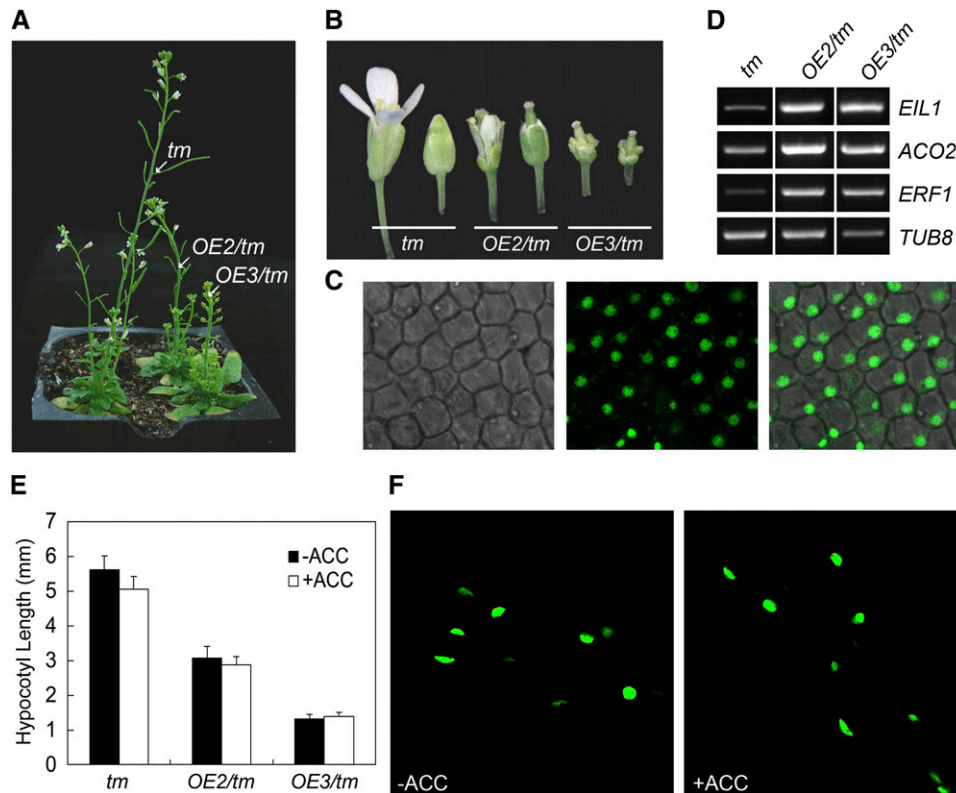 A
tm
OE2/tm
OE3/tm
B
tm
OE2/tm
OE3/tm
C
D
tm
OE2/tm
OE3/tm
EIL1
ACO2
ERF1
TUB8
E
Hypocotyl Length (mm)
7
6
5
4
3
2
1
0
-ACC
+ACC
tm
OE2/tm
OE3/tm
F
-ACC
+ACC